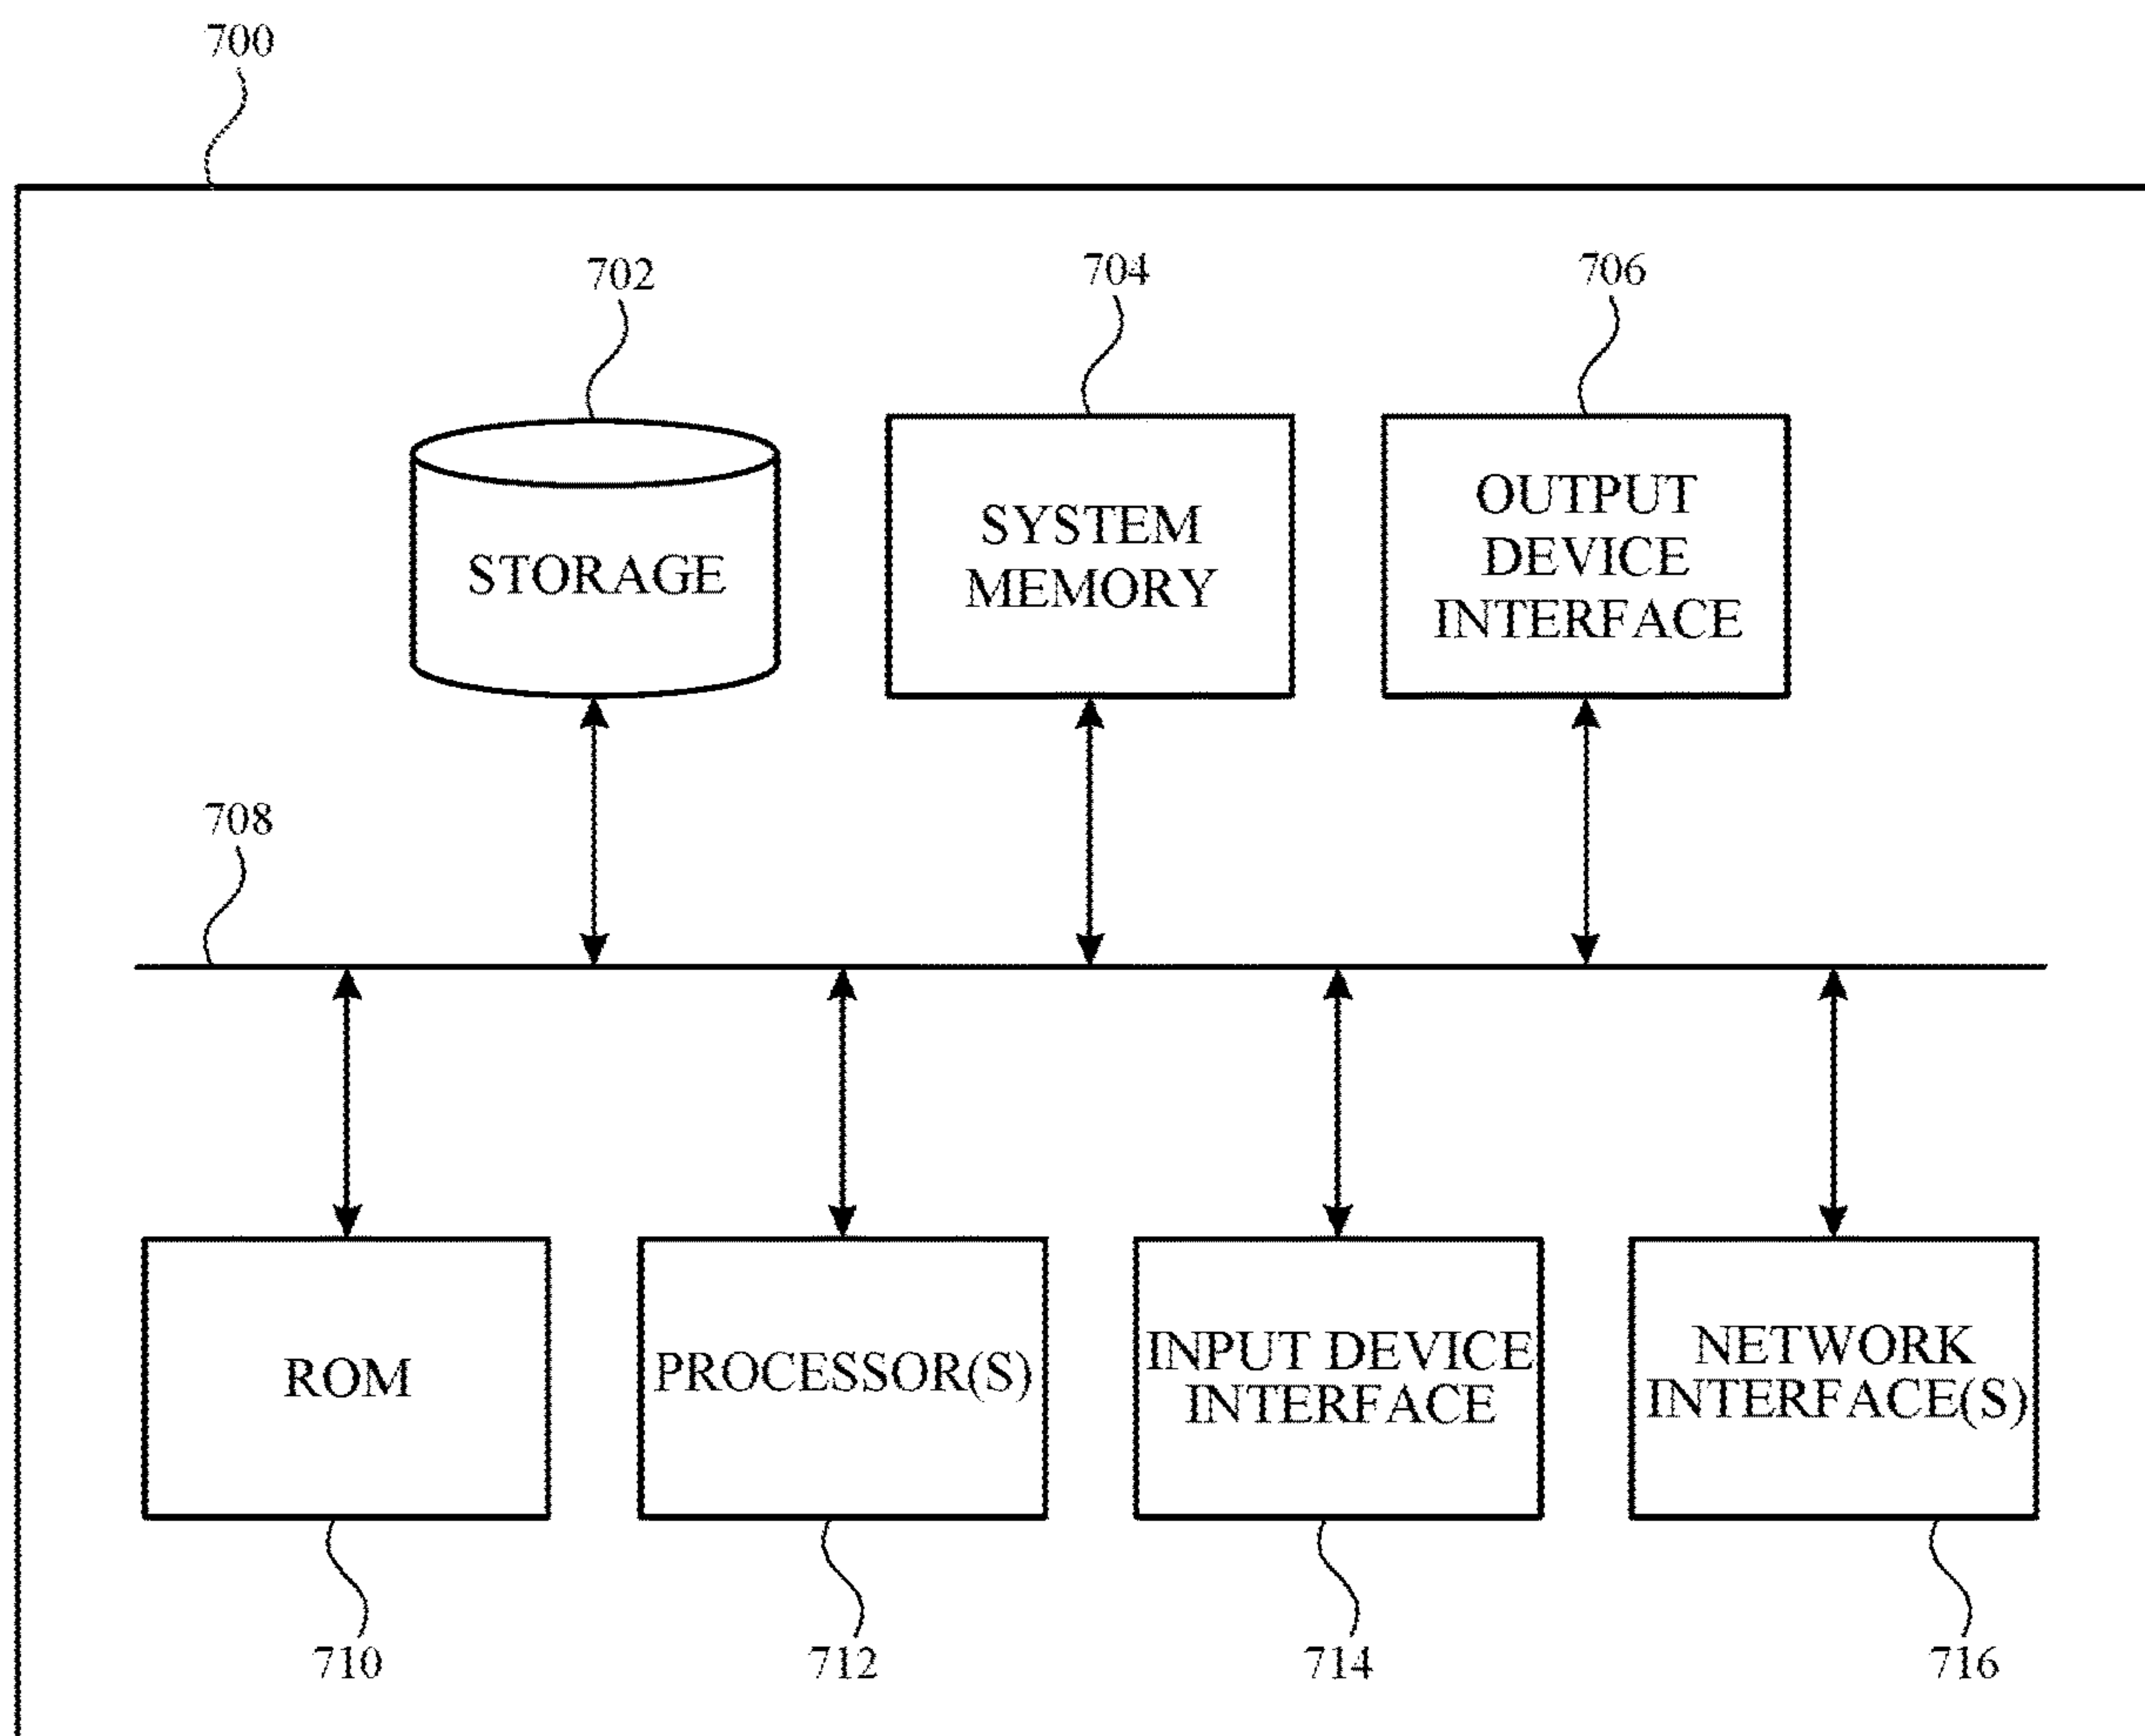 700
702
704
706
STORAGE
SYSTEM
MEMORY
OUTPUT
DEVICE
INTERFACE
708
ROM
PROCESSOR(S)
INPUT DEVICE
INTERFACE
NETWORK
INTERFACE(S)
710
712
714
716